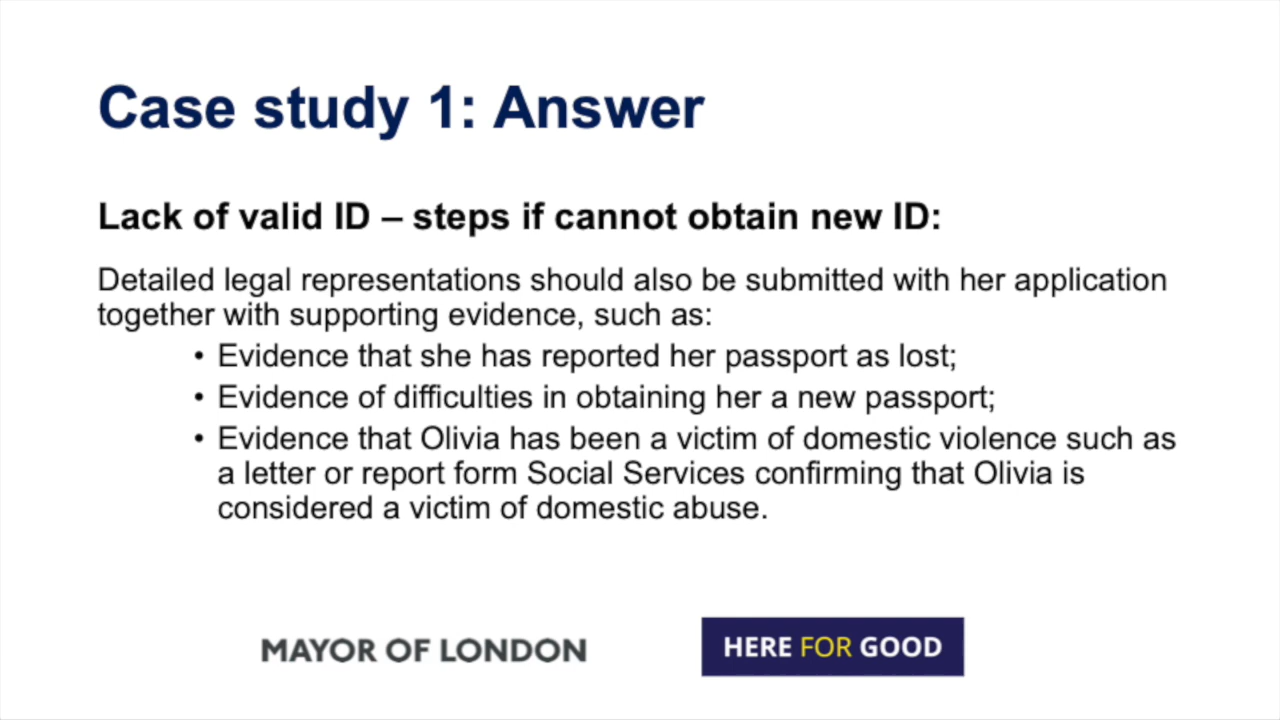 Case study 1: Answer
Lack of valid ID – steps if cannot obtain new ID:
Detailed legal representations should also be submitted with her application
together with supporting evidence, such as:
• Evidence that she has reported her passport as lost;
• Evidence of difficulties in obtaining her a new passport;
• Evidence that Olivia has been a victim of domestic violence such as
a letter or report form Social Services confirming that Olivia is
considered a victim of domestic abuse.
MAYOR OF LONDON
HERE FOR GOOD